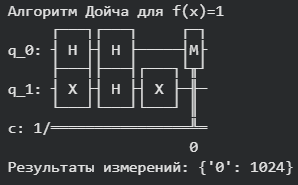 Алгоритм Дойча для f(x)=1
     ┌───┐┌───┐     ┌─┐
q_0: ┤ H ├┤ H ├─────┤M├
     ├───┤├───┤┌───┐└╥┘
q_1: ┤ X ├┤ H ├┤ X ├─╫─
     └───┘└───┘└───┘ ║
c: 1/════════════════╩═
                     0
Результаты измерений: {'0': 1024}